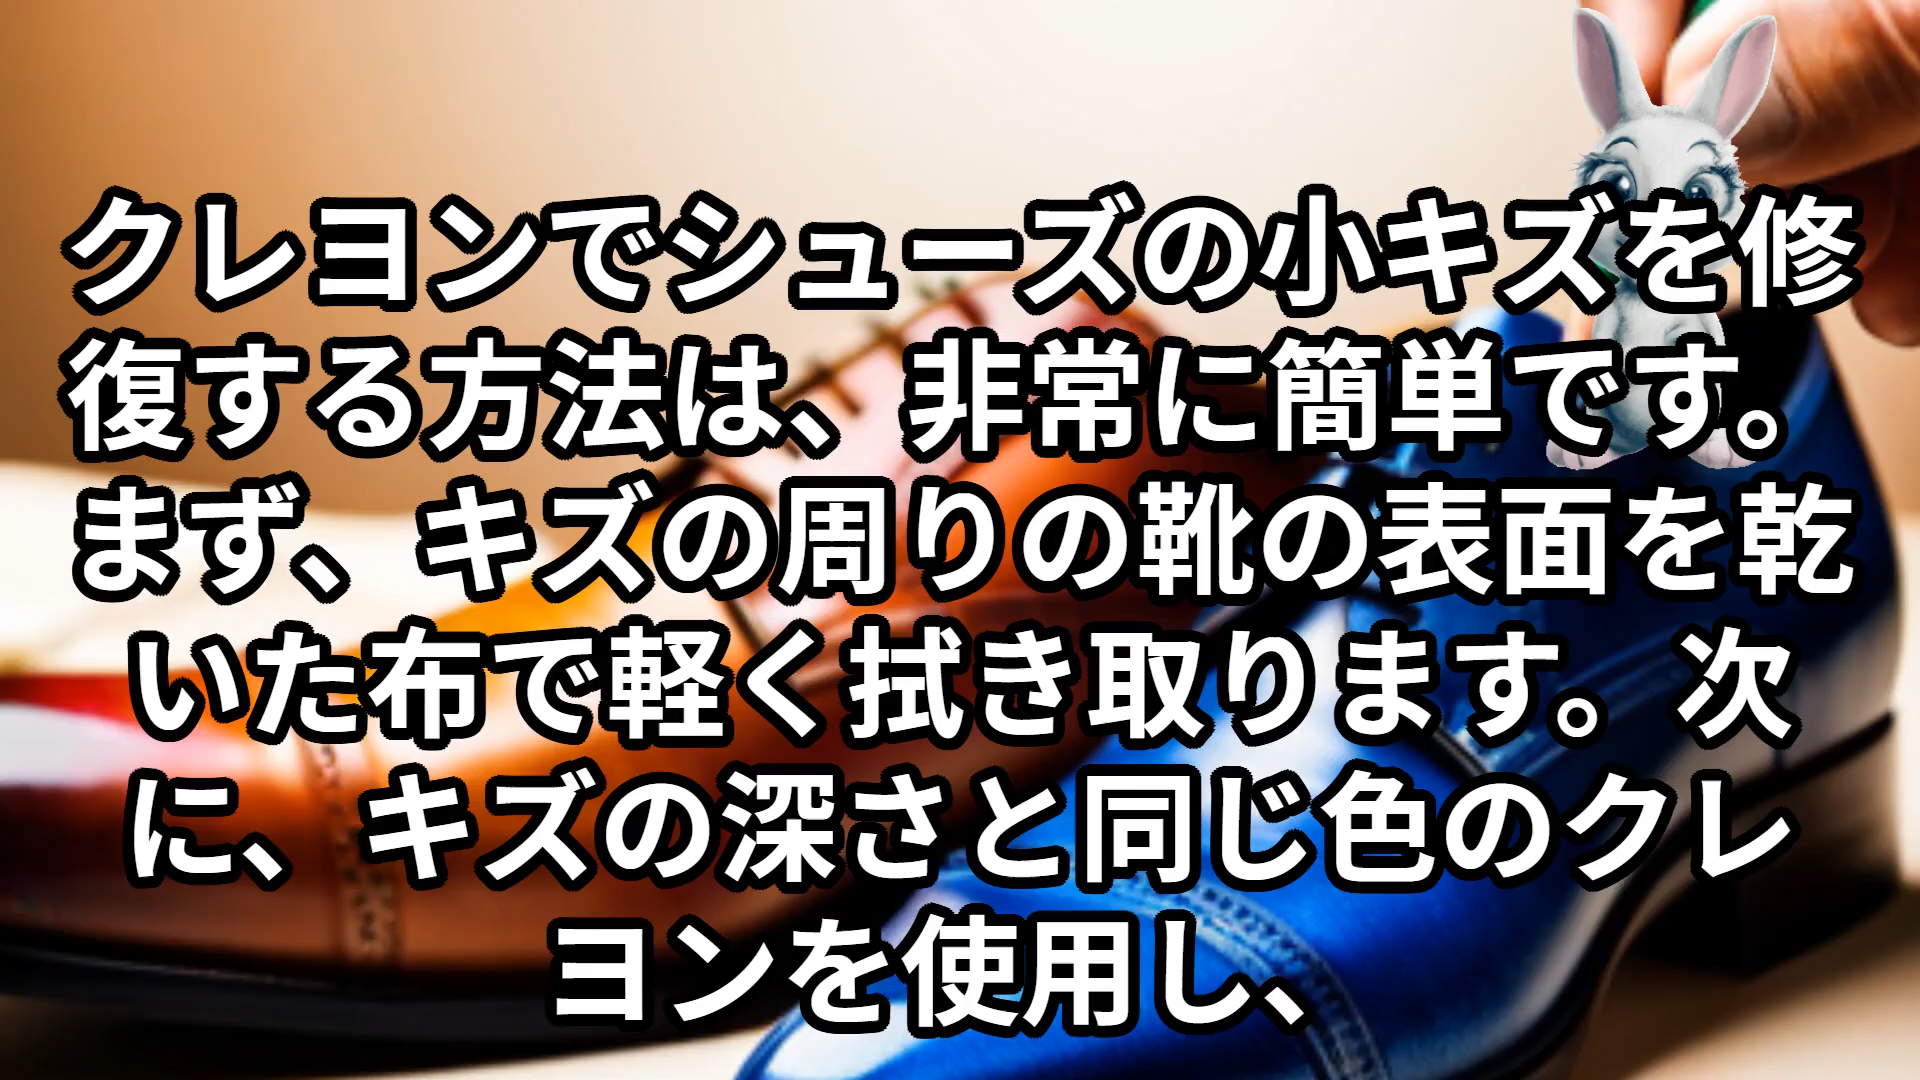 クレヨンでシューズの小キズを修
復する方法は、非常に簡単です。
まず、キズの周りの靴の表面を乾
いた布で軽く拭き取ります。次
に、キズの深さと同じ色のクレ
ヨンを使用し、